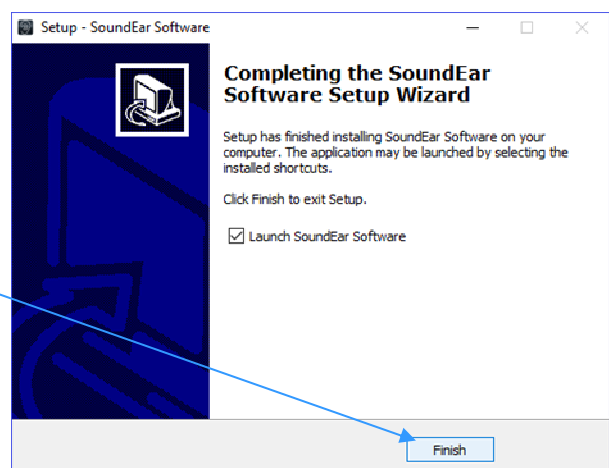 Setup - SoundEar Software
Completing the SoundEar
Software Setup Wizard
Setup has finished installing SoundEar Software on your
computer. The application may be launched by selecting the
installed shortcuts.
Click Finish to exit Setup.
Launch SoundEar Software
Finish